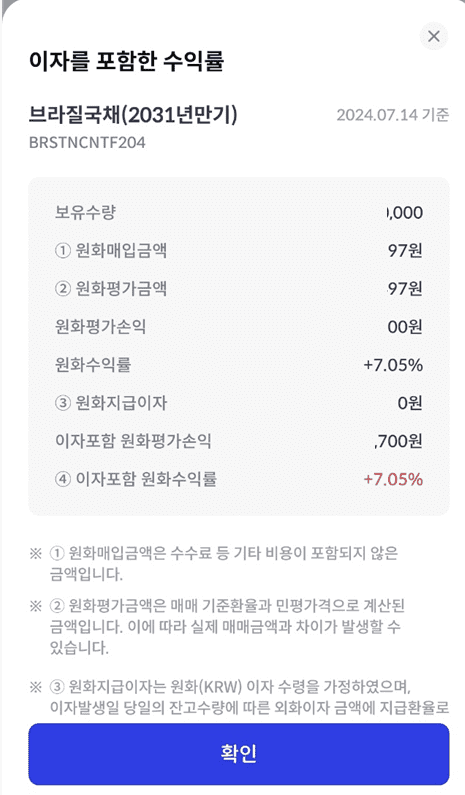 이자를 포함한 수익률
브라질국채(2031년만기) 2024.07.14 기준
BRSTNCNTF204
보유수량 0,000
① 원화매입금액 97원
② 원화평가금액 97원
원화평가손익 00원
원화수익률 +7.05%
③ 원화지급이자 0원
이자포함 원화평가손익 ,700원
④ 이자포함 원화수익률 +7.05%
※ ① 원화매입금액은 수수료 등 기타 비용이 포함되지 않은
금액입니다.
※ ② 원화평가금액은 매매 기준환율과 민평가격으로 계산된
금액입니다. 이에 따라 실제 매매금액과 차이가 발생할 수
있습니다.
※ ③ 원화지급이자는 원화(KRW) 이자 수령을 가정하였으며,
이자발생일 당일의 잔고수량에 따른 외화이자 금액에 지급환율로
확인